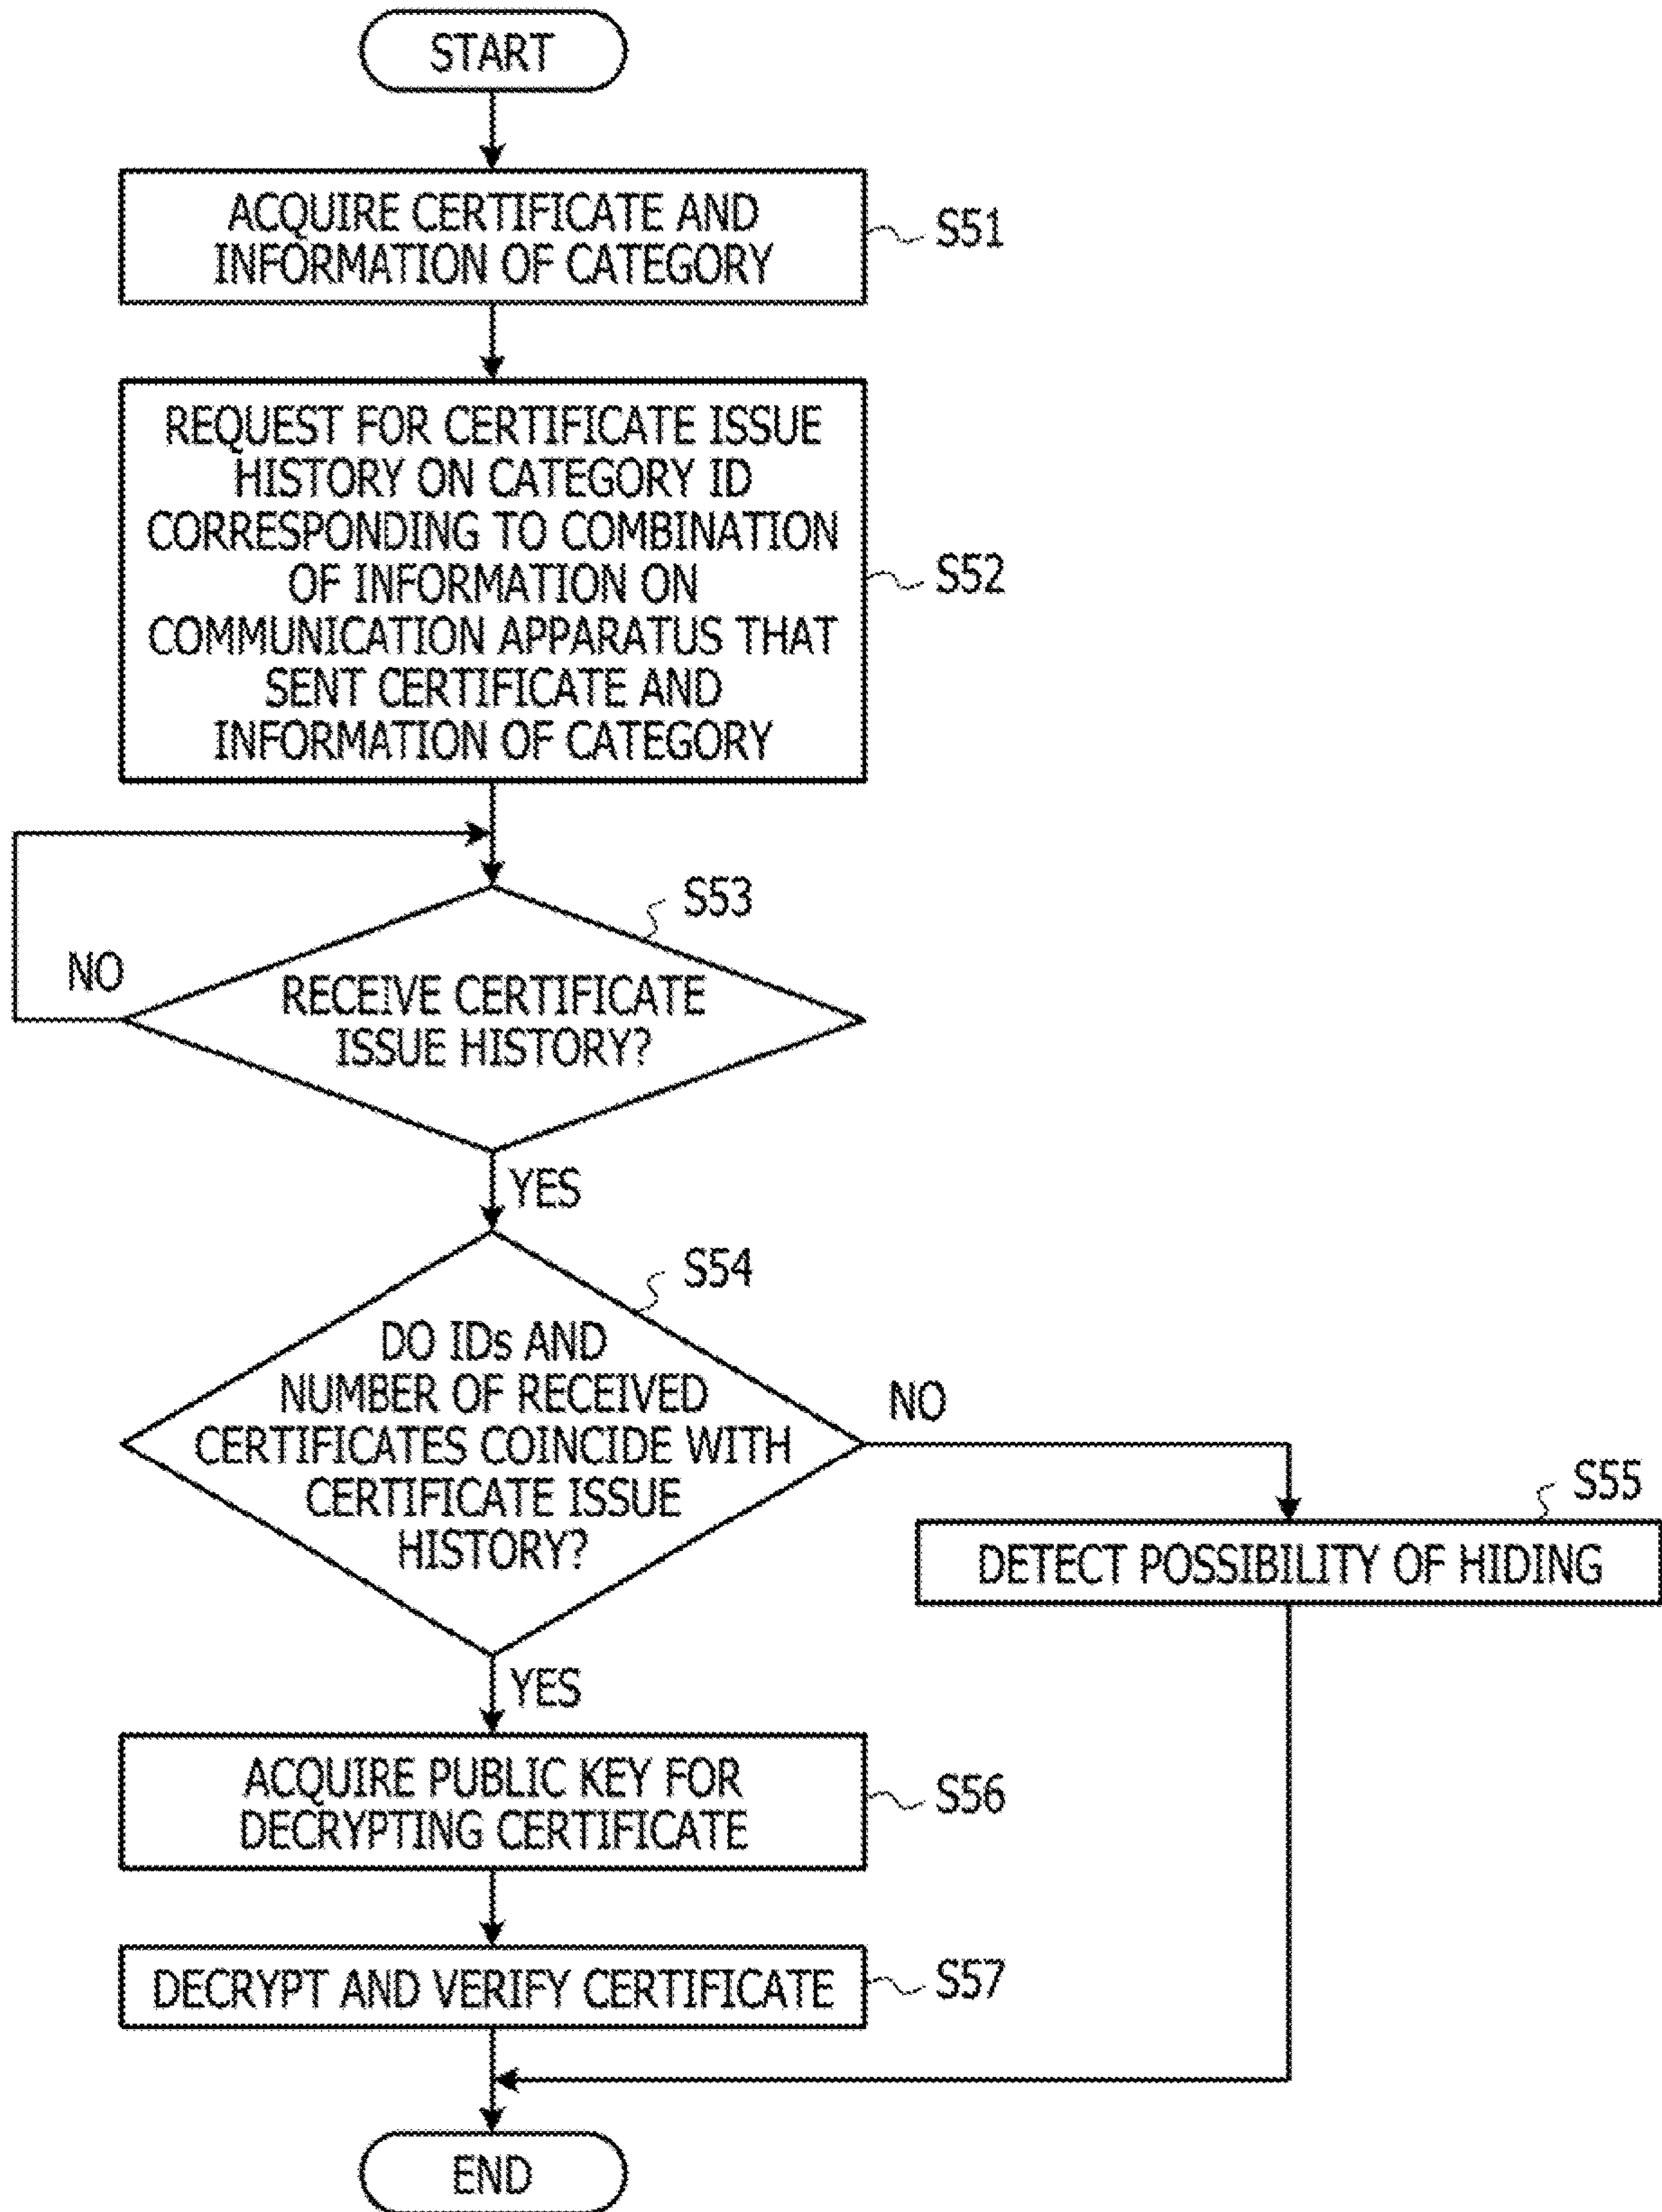 START
ACQUIRE CERTIFICATE AND
INFORMATION OF CATEGORY
S51
REQUEST FOR CERTIFICATE ISSUE
HISTORY ON CATEGORY ID
CORRESPONDING TO COMBINATION
OF INFORMATION ON
COMMUNICATION APPARATUS THAT
SENT CERTIFICATE AND
INFORMATION OF CATEGORY
S52
S53
NO
RECEIVE CERTIFICATE
ISSUE HISTORY?
YES
S54
DO IDs AND
NUMBER OF RECEIVED
CERTIFICATES COINCIDE WITH
CERTIFICATE ISSUE
HISTORY?
NO
S55
DETECT POSSIBILITY OF HIDING
YES
ACQUIRE PUBLIC KEY FOR
DECRYPTING CERTIFICATE
S56
DECRYPT AND VERIFY CERTIFICATE
S57
END